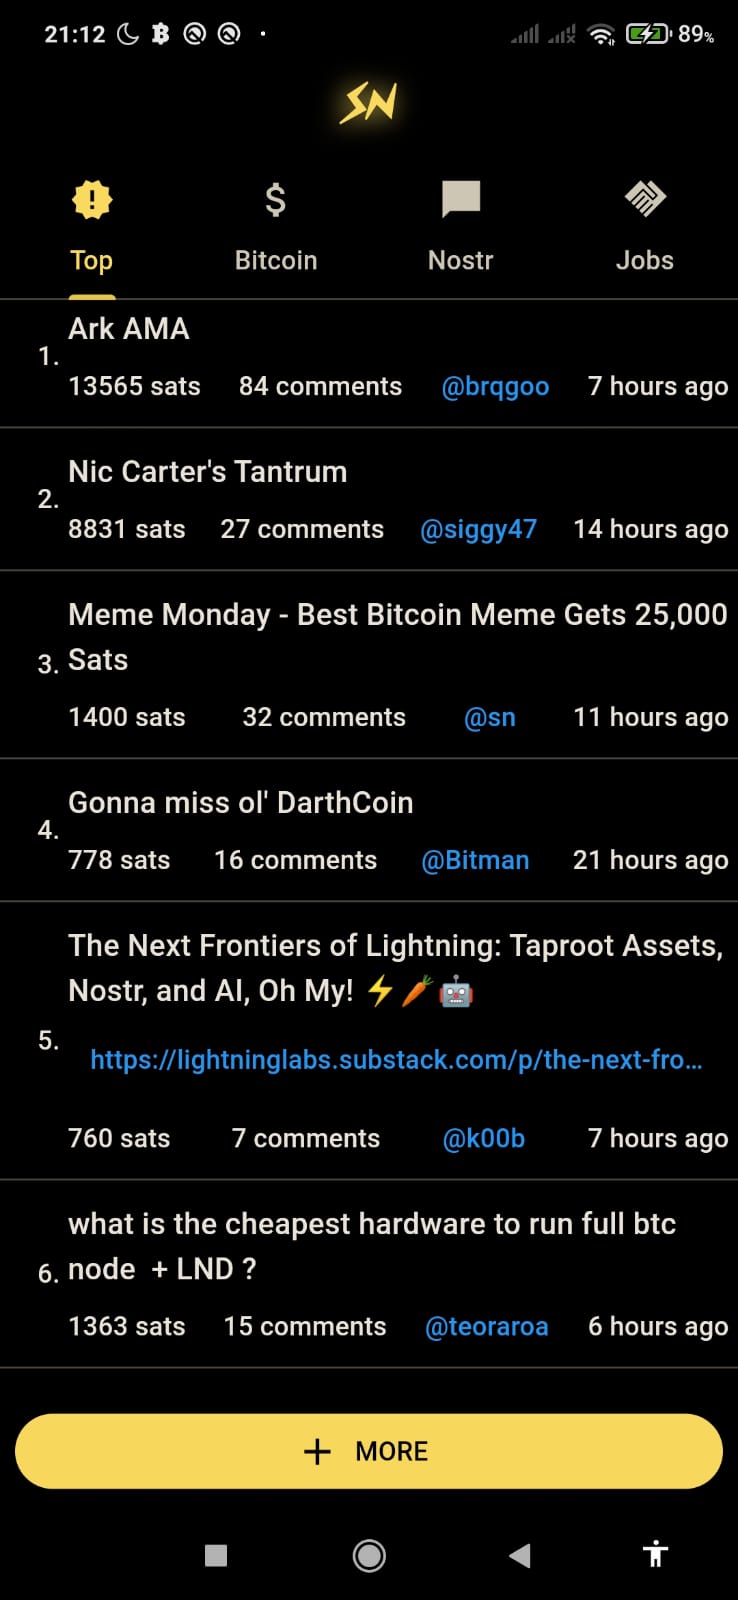 21:12
89%
SN
Top Bitcoin Nostr Jobs
1.
Ark AMA
13565 sats 84 comments @brqgoo 7 hours ago
2.
Nic Carter's Tantrum
8831 sats 27 comments @siggy47 14 hours ago
3.
Meme Monday - Best Bitcoin Meme Gets 25,000
Sats
1400 sats 32 comments @sn 11 hours ago
4.
Gonna miss ol' DarthCoin
778 sats 16 comments @Bitman 21 hours ago
5.
The Next Frontiers of Lightning: Taproot Assets,
Nostr, and AI, Oh My! ⚡🥕🤖
https://lightninglabs.substack.com/p/the-next-fro...
760 sats 7 comments @k00b 7 hours ago
6.
what is the cheapest hardware to run full btc
node + LND ?
1363 sats 15 comments @teoraroa 6 hours ago
+ MORE